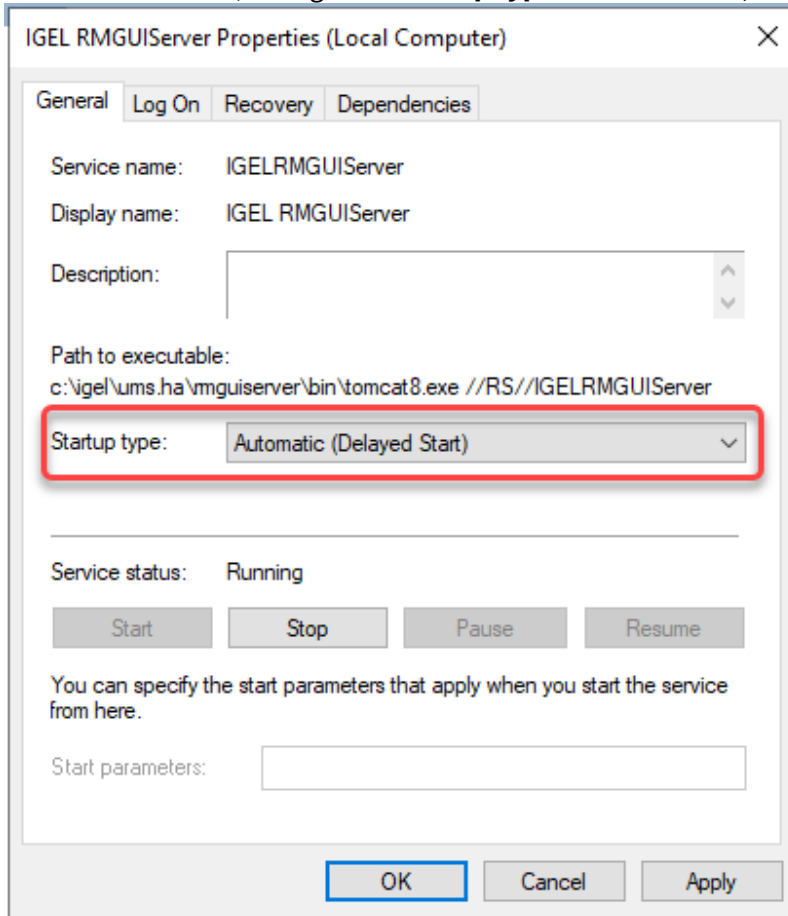 IGEL RMGUIServer Properties (Local Computer)
General Log On Recovery Dependencies
Service name: IGELRMGUIServer
Display name: IGEL RMGUIServer
Description:
Path to executable:
c:\igel\ums.ha\rmguiserver\bin\tomcat8.exe //RS//IGELRMGUIServer
Startup type: Automatic (Delayed Start)
Service status: Running
Start Stop Pause Resume
You can specify the start parameters that apply when you start the service
from here.
Start parameters:
OK Cancel Apply